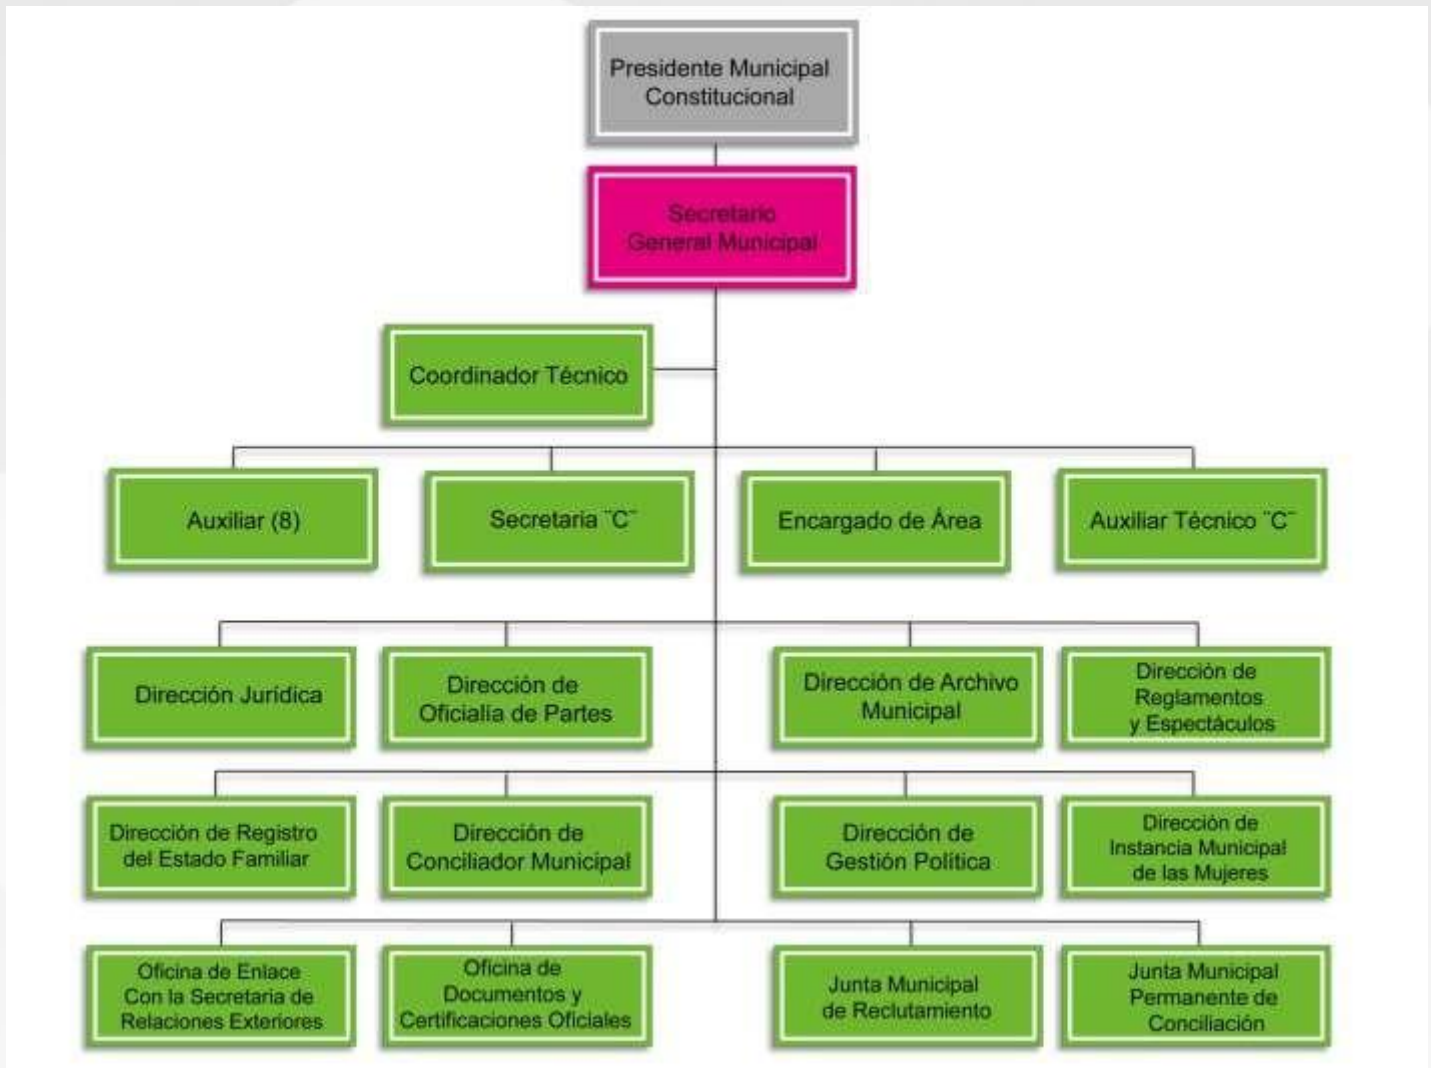 Presidente Municipal
Constitucional
Secretario
General Municipal
Coordinador Técnico
Auxiliar (8)
Secretaria ¨C¨
Encargado de Área
Auxiliar Técnico ¨C¨
Dirección Jurídica
Dirección de
Oficialia de Partes
Dirección de Archivo
Municipal
Dirección de
Reglamentos
y Espectáculos
Dirección de Registro
del Estado Familiar
Dirección de
Conciliador Municipal
Dirección de
Gestión Política
Dirección de
Instancia Municipal
de las Mujeres
Oficina de Enlace
Con la Secretaria de
Relaciones Exteriores
Oficina de
Documentos y
Certificaciones Oficiales
Junta Municipal
de Reclutamiento
Junta Municipal
Permanente de
Conciliación